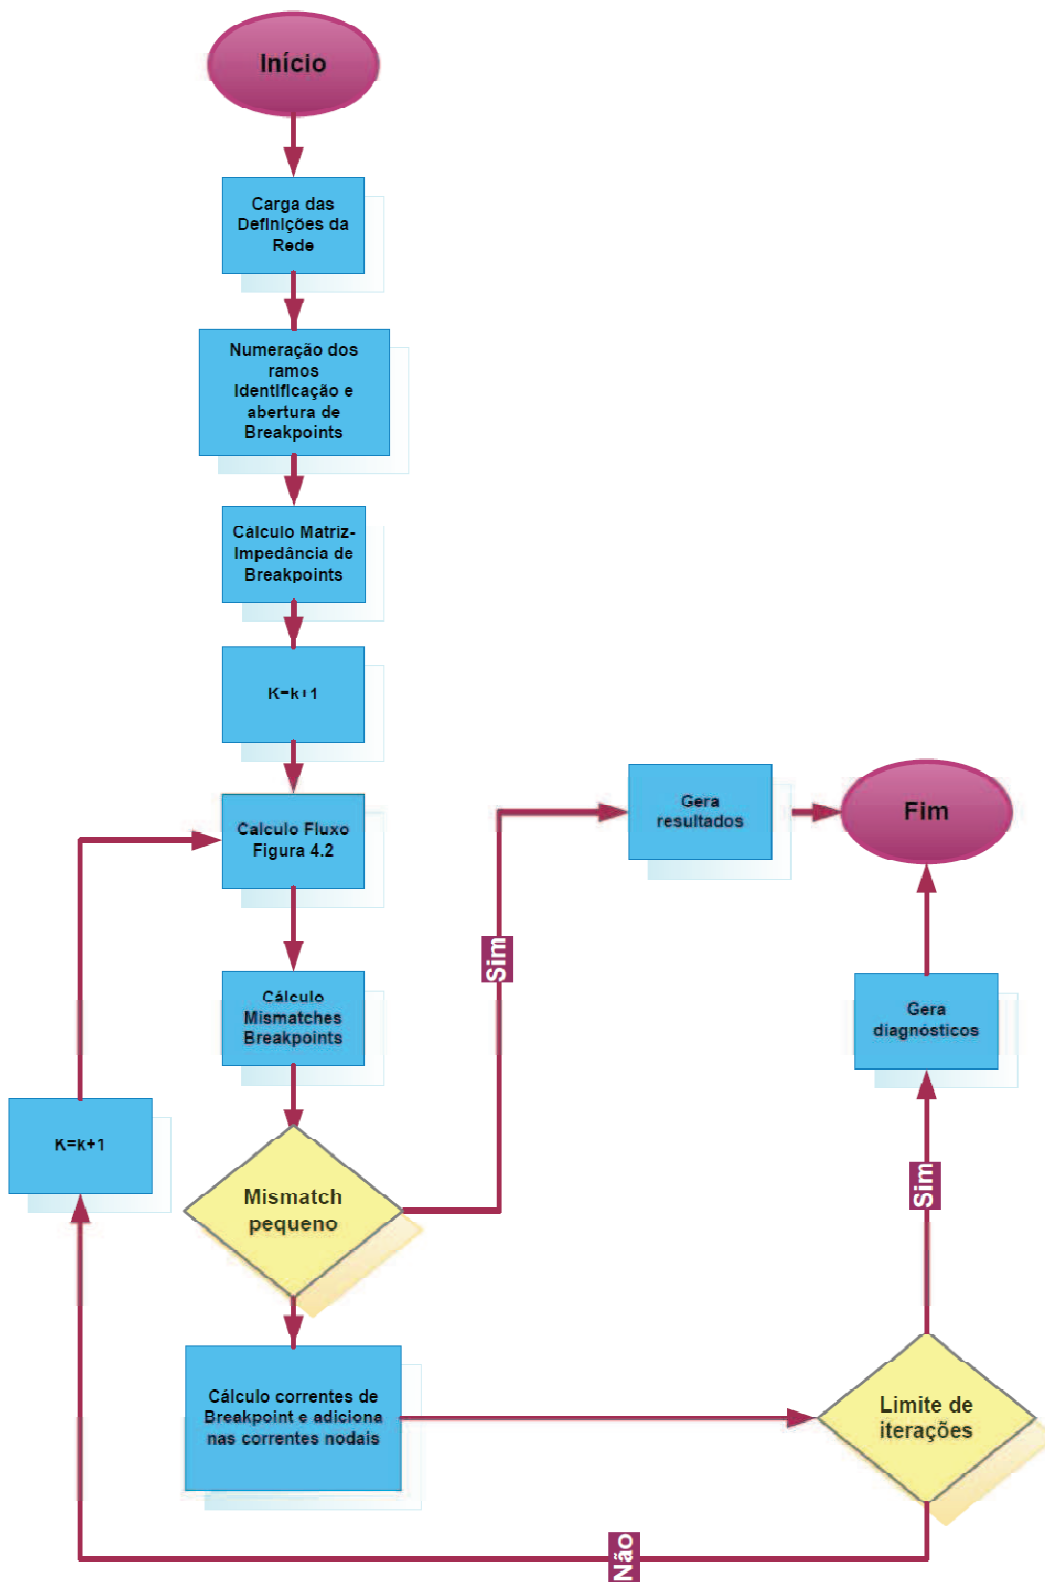 Início
Carga das
Definições da
Rede
Numeração dos
ramos
Identificação e
abertura de
Breakpoints
Cálculo Matriz-
Impedância de
Breakpoints
K=k+1
Calculo Fluxo
Figura 4.2
Cálculo
Mismatches
Breakpoints
Mismatch
pequeno
Sim
Gera
resultados
Fim
Cálculo correntes de
Breakpoint e adiciona
nas correntes nodais
Limite de
iterações
Sim
Gera
diagnósticos
Não
K=k+1